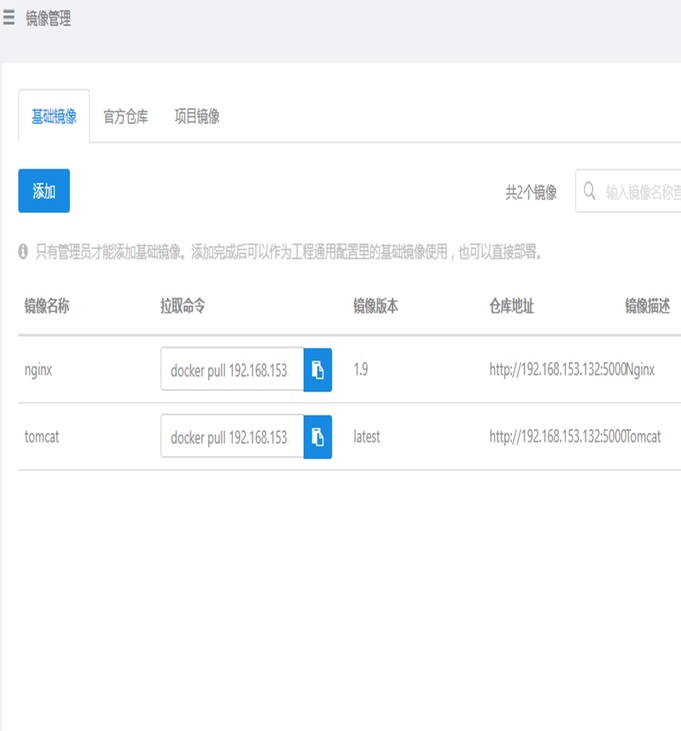 镜像管理
基础镜像 官方仓库 项目镜像
添加 共2个镜像 输入镜像名称查
只有管理员才能添加基础镜像。添加完成后可以作为工程通用配置里的基础镜像使用，也可以直接部署。
镜像名称 拉取命令 镜像版本 仓库地址 镜像描述
nginx docker pull 192.168.153. 1.9 http://192.168.153.132:5000 Nginx
tomcat docker pull 192.168.153. latest http://192.168.153.132:5000 Tomcat